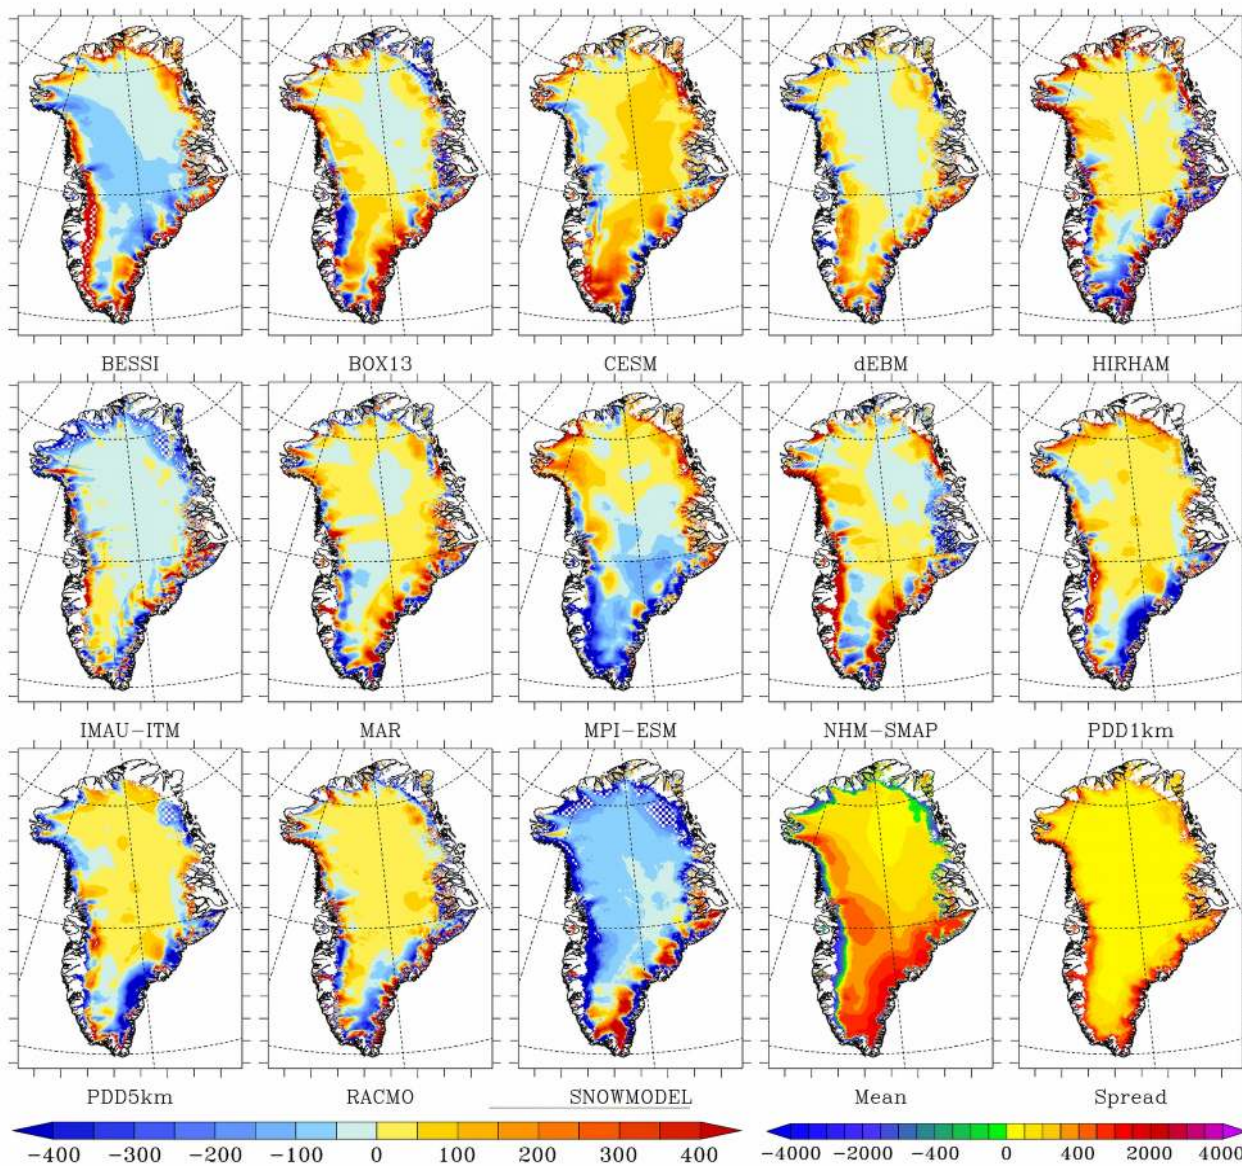 BESSI BOX13 CESM dEBM HIRHAM
IMAU-ITM MAR MPI-ESM NHM-SMAP PDD1km
PDD5km RACMO SNOWMODEL Mean Spread
-400 -300 -200 -100 0 100 200 300 400 -4000 -2000 -400 0 400 2000 4000